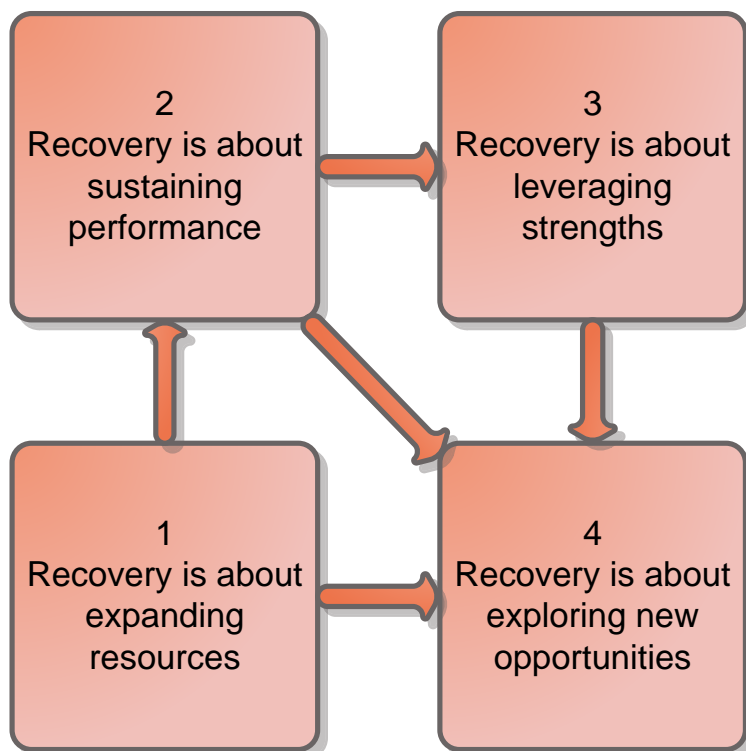 2
Recovery is about
sustaining
performance
3
Recovery is about
leveraging
strengths
1
Recovery is about
expanding
resources
4
Recovery is about
exploring new
opportunities